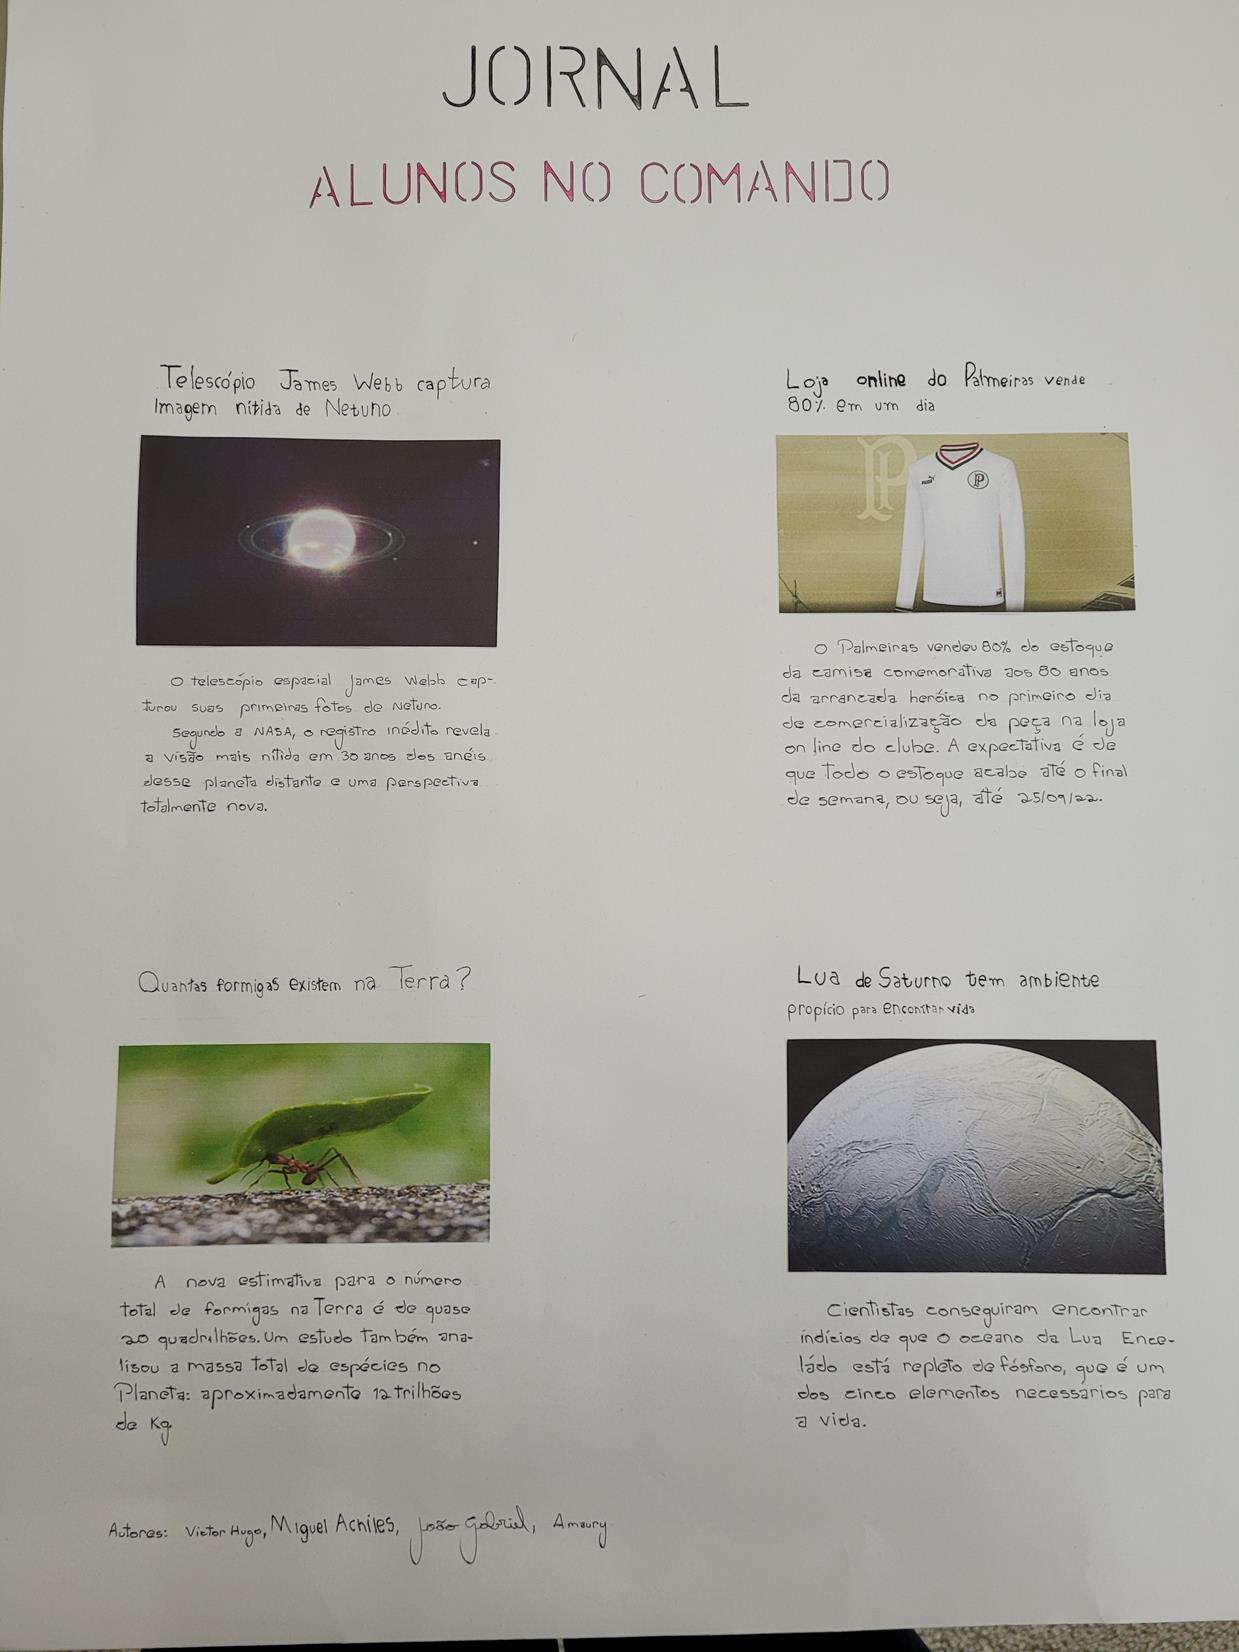 JORNAL
ALUNOS NO COMANDO
Telescópio James Webb captura
Imagem nítida de Netuno
O telescópio espacial James Webb cap-
turou suas primeiras fotos de Netuno.
Segundo a NASA, o registro inédito revela
a visão mais nítida em 30 anos dos anéis
desse planeta distante e uma perspectiva
totalmente nova.
Loja online do Palmeiras vende
80% em um dia
P
PUMA
P
O Palmeiras vendeu 80% do estoque
da camisa comemorativa aos 80 anos
da arrancada heróica no primeiro dia
de comercialização da peça na loja
on line do clube. A expectativa é de
que todo o estoque acabe até o final
de semana, ou seja, até 25/09/22.
Quantas formigas existem na Terra?
A nova estimativa para o número
total de formigas na Terra é de quase
20 quadrilhões. Um estudo também ana-
lisou a massa total de espécies no
Planeta: aproximadamente 12 trilhões
de Kg.
Lua de Saturno tem ambiente
propício para encontrar vida
Cientistas conseguiram encontrar
indícios de que o oceano da Lua Ence-
ládo está repleto de fósforo, que é um
dos cinco elementos necessários para
a vida.
Autores: Victor Hugo, Miguel Achiles, João Gabriel, Amaury